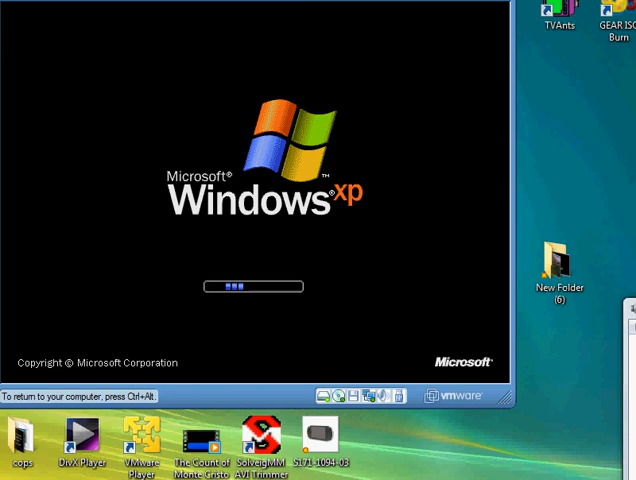 TVAnts
GEAR ISO
Burn
Microsoft®
Windows® xp
™
New Folder
(6)
Copyright © Microsoft Corporation
Microsoft®
To return to your computer, press Ctrl+Alt.
vmware®
cops
DivX Player
VMware
Player
The Count of
Monte Cristo
SolveigMM
AVI Trimmer
S171-1094-03